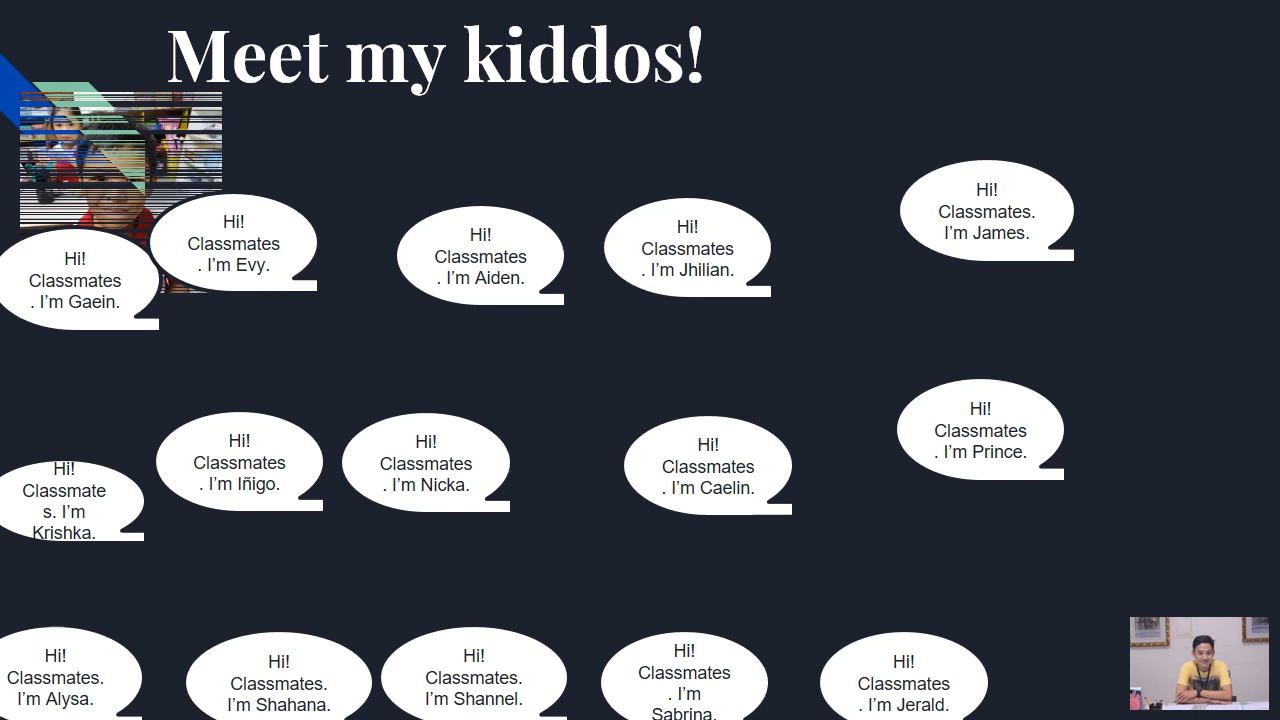 Meet my kiddos!
Hi!
Classmates
. I'm Gaein.
Hi!
Classmates
. I'm Evy.
Hi!
Classmates
. I'm Aiden.
Hi!
Classmates
. I'm Jhilian.
Hi!
Classmates.
I'm James.
Hi!
Classmate
s. I'm
Krishka.
Hi!
Classmates
. I'm Iñigo.
Hi!
Classmates
. I'm Nicka.
Hi!
Classmates
. I'm Caelin.
Hi!
Classmates
. I'm Prince.
Hi!
Classmates.
I'm Alysa.
Hi!
Classmates.
I'm Shahana.
Hi!
Classmates.
I'm Shannel.
Hi!
Classmates
. I'm
Sabrina.
Hi!
Classmates
. I'm Jerald.